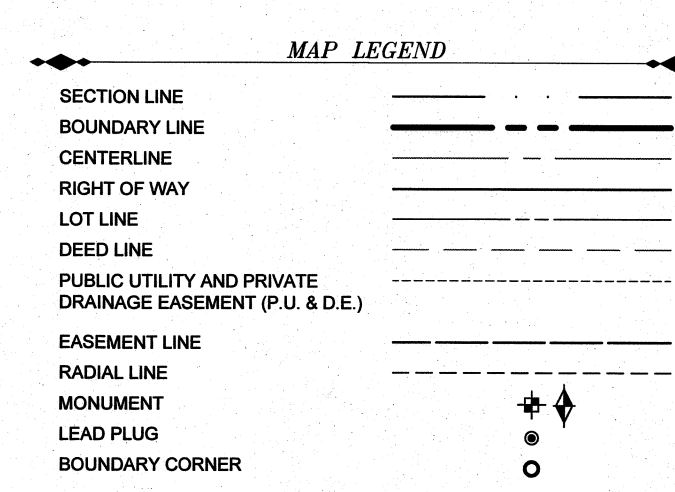 MAP LEGEND
SECTION LINE
BOUNDARY LINE
CENTERLINE
RIGHT OF WAY
LOT LINE
DEED LINE
PUBLIC UTILITY AND PRIVATE
DRAINAGE EASEMENT (P.U. & D.E.)
EASEMENT LINE
RADIAL LINE
MONUMENT
LEAD PLUG
BOUNDARY CORNER